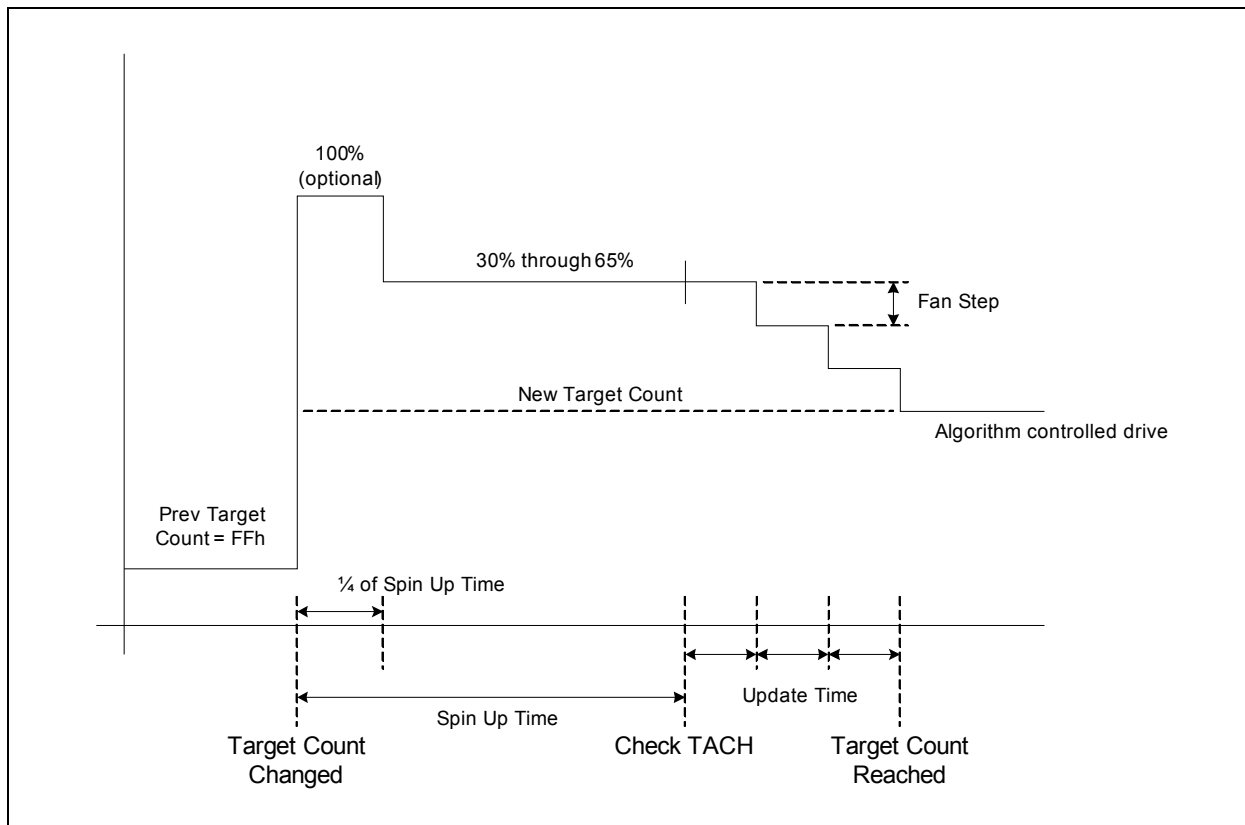 100%
(optional)
30% through 65%
Fan Step
New Target Count
Algorithm controlled drive
Prev Target
Count = FFh
¼ of Spin Up Time
Update Time
Spin Up Time
Target Count
Changed
Check TACH
Target Count
Reached